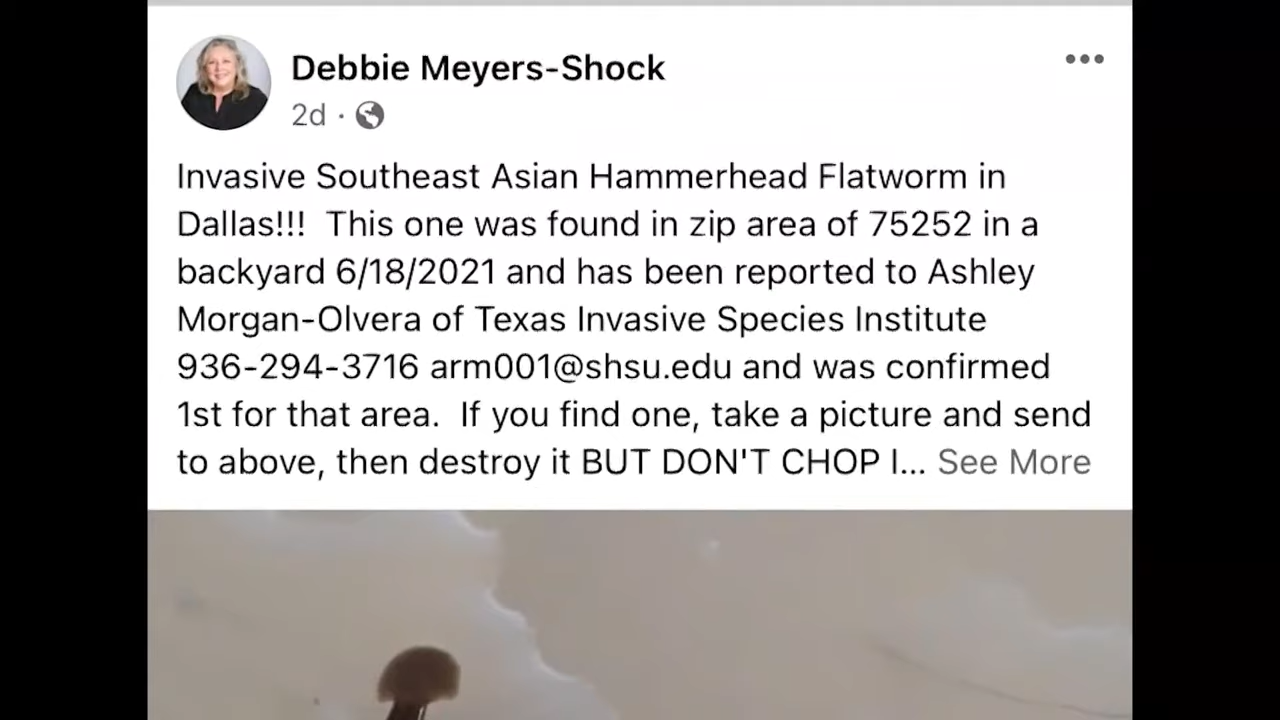 Debbie Meyers-Shock
2d ·
Invasive Southeast Asian Hammerhead Flatworm in
Dallas!!!  This one was found in zip area of 75252 in a
backyard 6/18/2021 and has been reported to Ashley
Morgan-Olvera of Texas Invasive Species Institute
936-294-3716 arm001@shsu.edu and was confirmed
1st for that area.  If you find one, take a picture and send
to above, then destroy it BUT DON'T CHOP I... See More